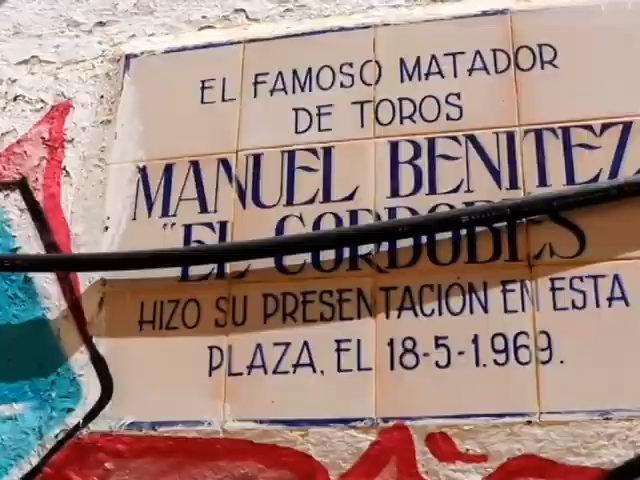 EL FAMOSO MATADOR
DE TOROS
MANUEL BENITEZ
"EL CORDOBES
HIZO SU PRESENTACIÓN EN ESTA
PLAZA, EL 18-5-1.969.